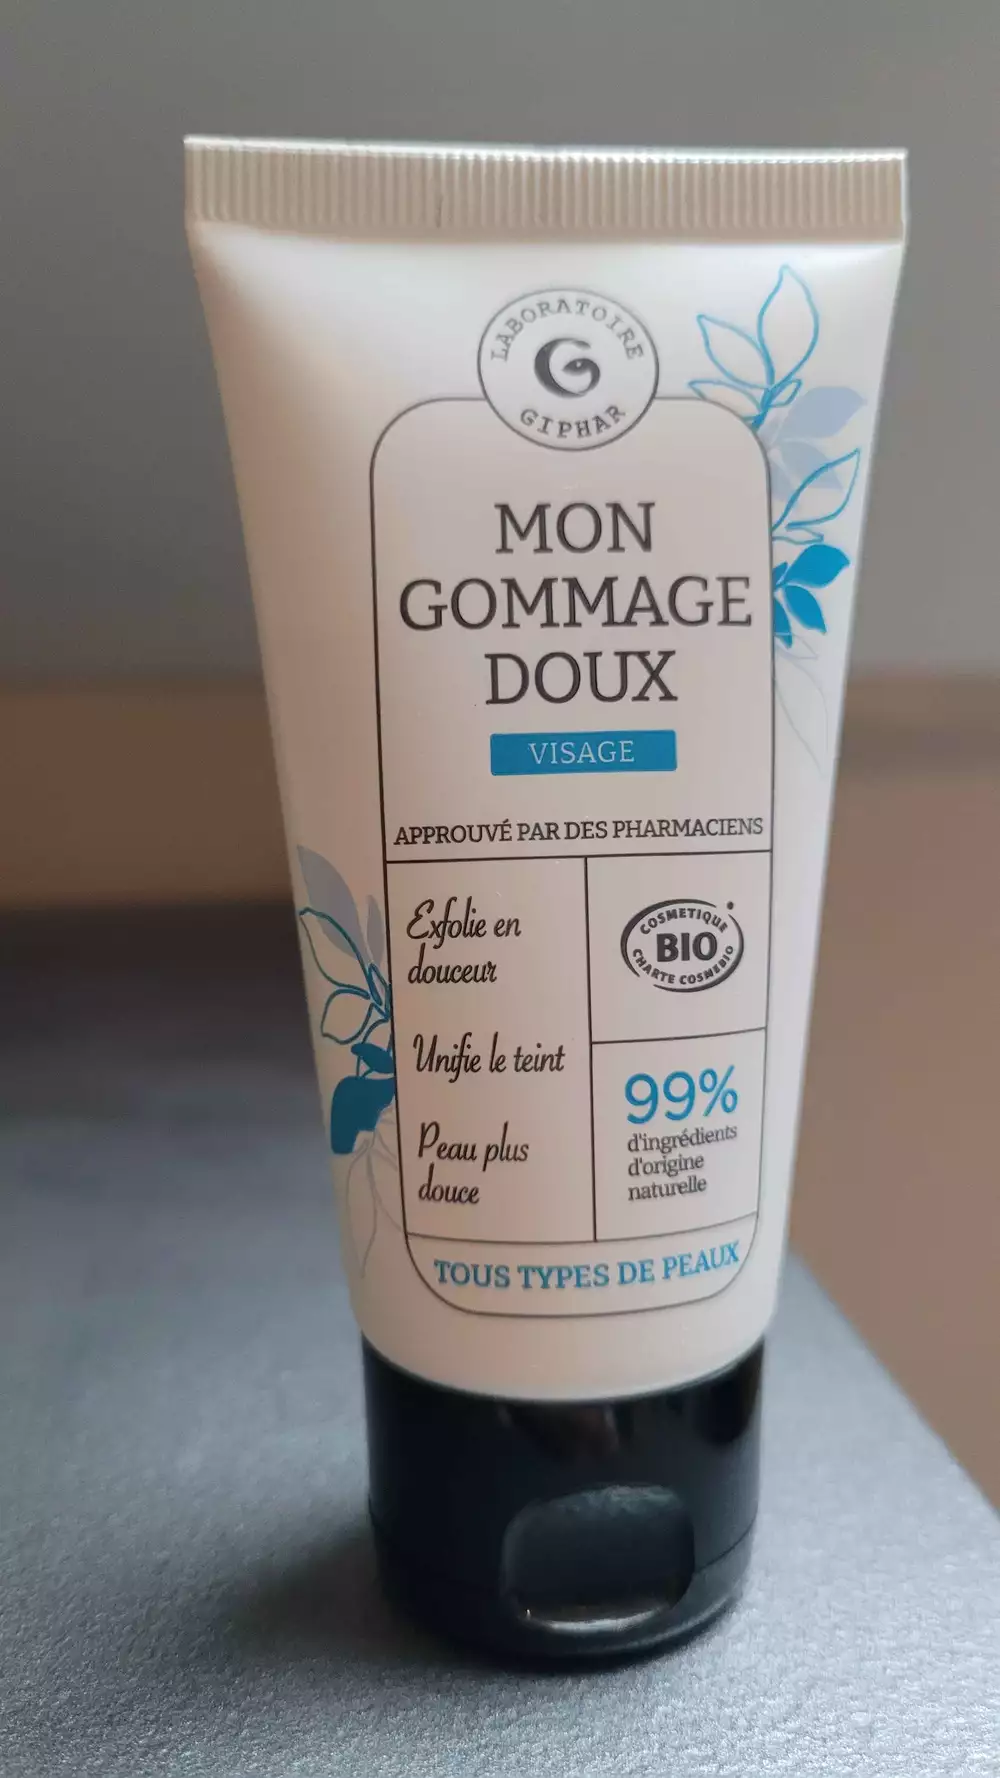 LABORATOIRE
GIPHAR
MON
GOMMAGE
DOUX
VISAGE
APPROUVÉ PAR DES PHARMACIENS
Exfolie en
douceur
Unifie le teint
Peau plus
douce
COSMETIQUE
BIO
CHARTE COSMEBIO
99%
d'ingrédients
d'origine
naturelle
TOUS TYPES DE PEAUX